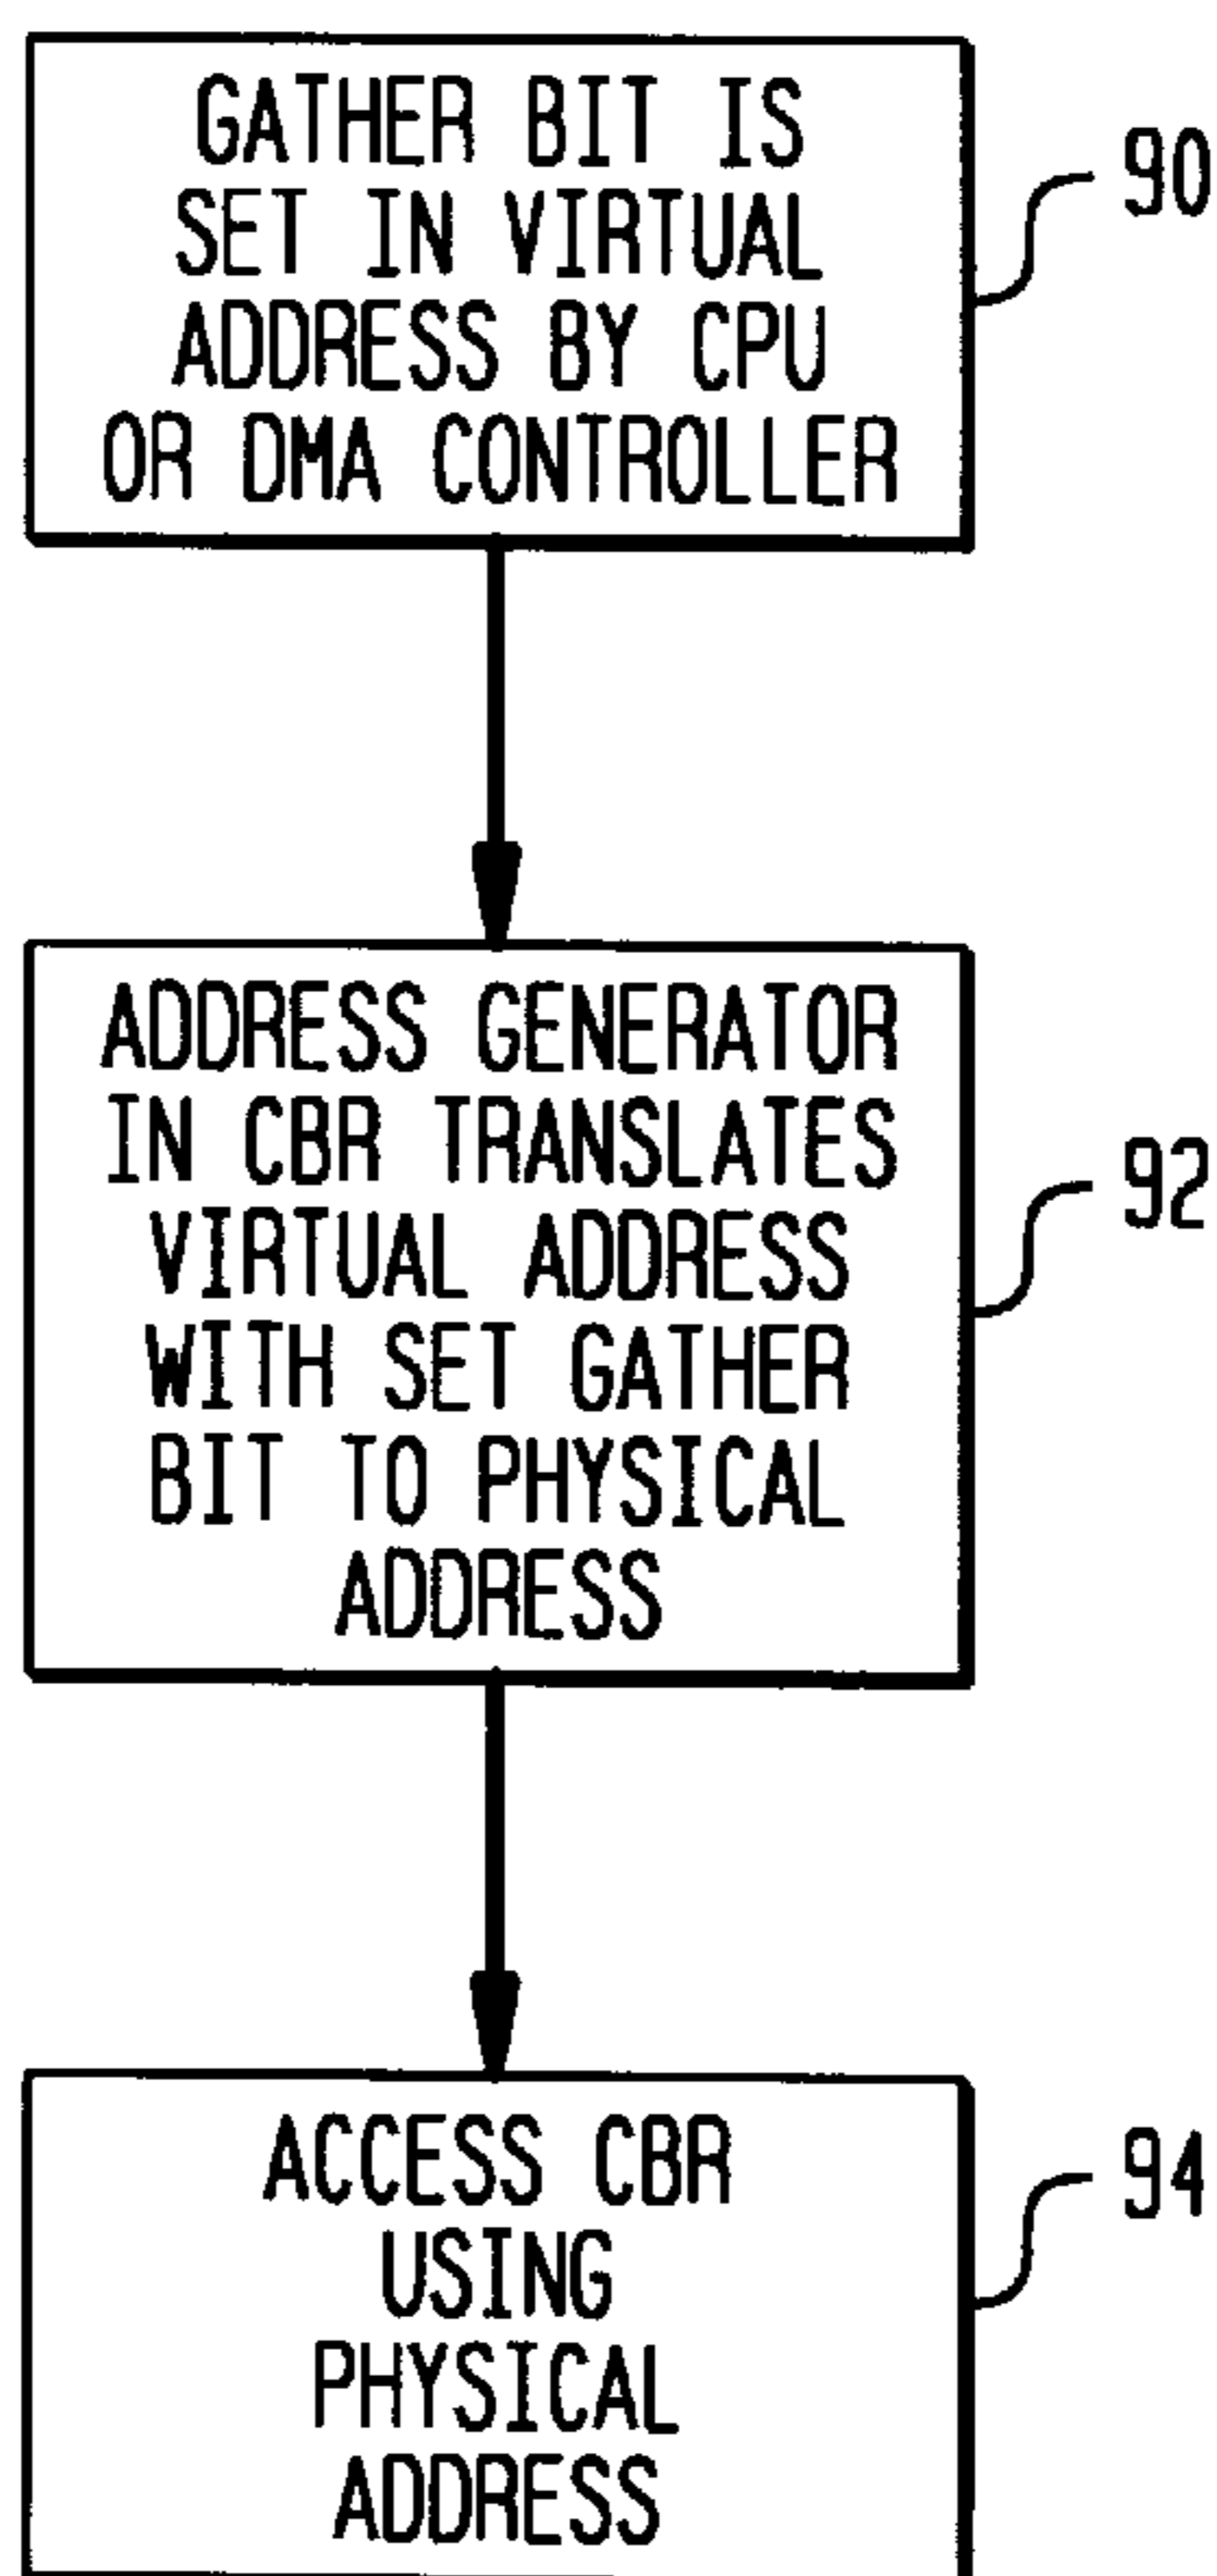 GATHER BIT IS
SET IN VIRTUAL
ADDRESS BY CPU
OR DMA CONTROLLER
90
ADDRESS GENERATOR
IN CBR TRANSLATES
VIRTUAL ADDRESS
WITH SET GATHER
BIT TO PHYSICAL
ADDRESS
92
ACCESS CBR
USING
PHYSICAL
ADDRESS
94